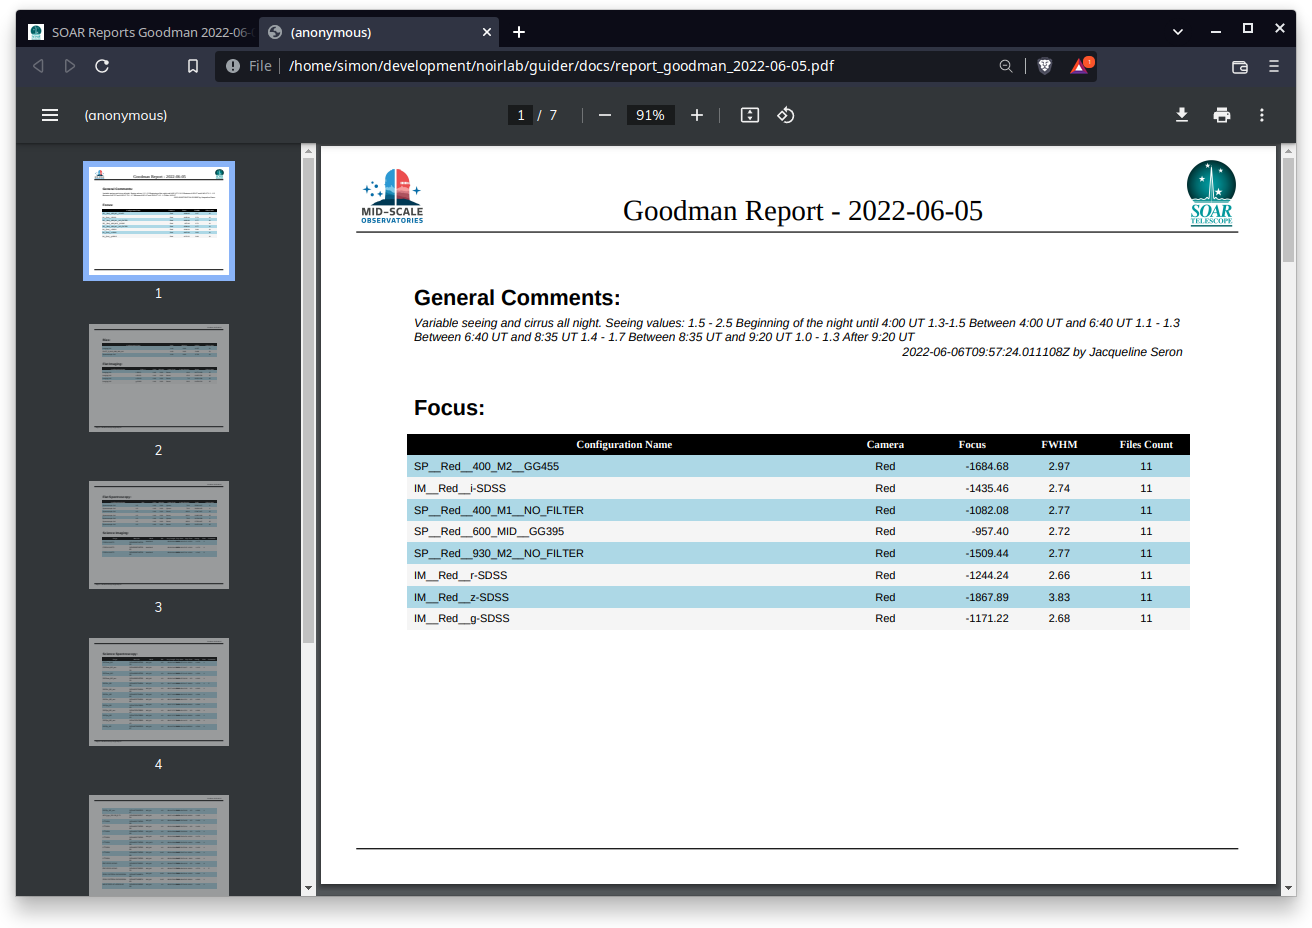 SOAR Reports Goodman 2022-06-
(anonymous)
File
/home/simon/development/noirlab/guider/docs/report_goodman_2022-06-05.pdf
1
(anonymous)
1 / 7
91%
1
2
3
4
MID-SCALE
OBSERVATORIES
Goodman Report - 2022-06-05
SOAR
TELESCOPE
General Comments:
Variable seeing and cirrus all night. Seeing values: 1.5 - 2.5 Beginning of the night until 4:00 UT 1.3-1.5 Between 4:00 UT and 6:40 UT 1.1 - 1.3
Between 6:40 UT and 8:35 UT 1.4 - 1.7 Between 8:35 UT and 9:20 UT 1.0 - 1.3 After 9:20 UT
2022-06-06T09:57:24.011108Z by Jacqueline Seron
Focus:
Configuration Name Camera Focus FWHM Files Count
SP__Red__400_M2__GG455 Red -1684.68 2.97 11
IM__Red__i-SDSS Red -1435.46 2.74 11
SP__Red__400_M1__NO_FILTER Red -1082.08 2.77 11
SP__Red__600_MID__GG395 Red -957.40 2.72 11
SP__Red__930_M2__NO_FILTER Red -1509.44 2.77 11
IM__Red__r-SDSS Red -1244.24 2.66 11
IM__Red__z-SDSS Red -1867.89 3.83 11
IM__Red__g-SDSS Red -1171.22 2.68 11